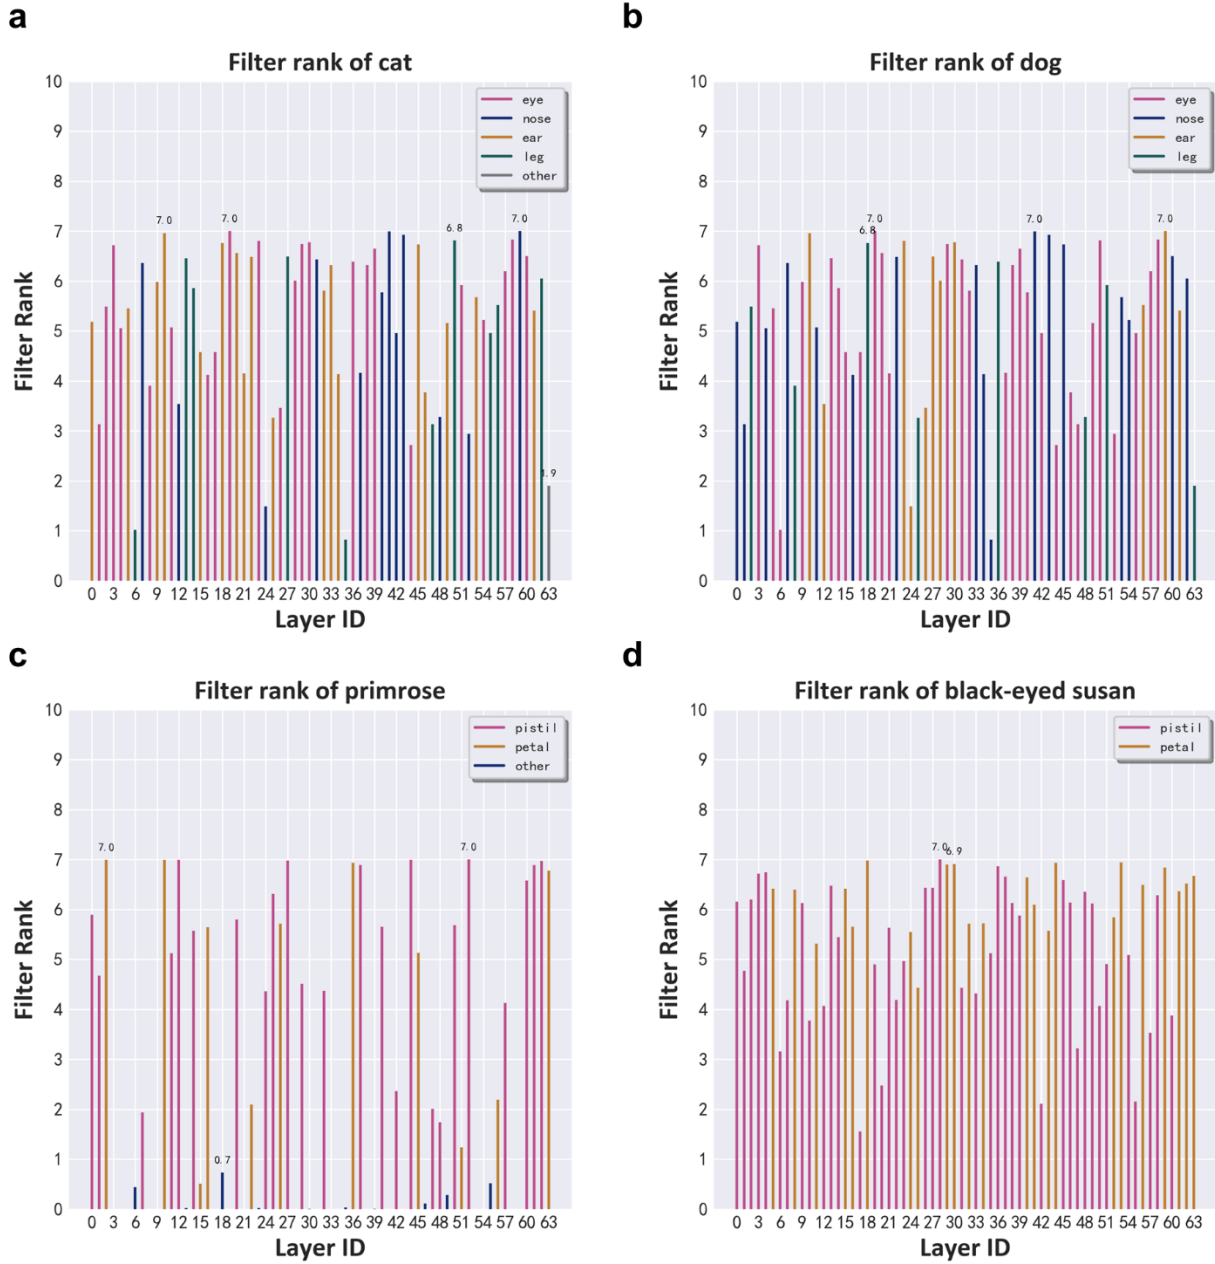 a
Filter rank of cat
10
9
8
7
6
5
4
3
2
1
0
Filter Rank
eye
nose
ear
leg
other
7.0
7.0
6.8
7.0
1.9
0 3 6 9 12 15 18 21 24 27 30 33 36 39 42 45 48 51 54 57 60 63
Layer ID
b
Filter rank of dog
10
9
8
7
6
5
4
3
2
1
0
Filter Rank
eye
nose
ear
leg
7.0
6.8
7.0
7.0
0 3 6 9 12 15 18 21 24 27 30 33 36 39 42 45 48 51 54 57 60 63
Layer ID
c
Filter rank of primrose
10
9
8
7
6
5
4
3
2
1
0
Filter Rank
pistil
petal
other
7.0
7.0
0.7
0 3 6 9 12 15 18 21 24 27 30 33 36 39 42 45 48 51 54 57 60 63
Layer ID
d
Filter rank of black-eyed susan
10
9
8
7
6
5
4
3
2
1
0
Filter Rank
pistil
petal
7.0
6.9
0 3 6 9 12 15 18 21 24 27 30 33 36 39 42 45 48 51 54 57 60 63
Layer ID